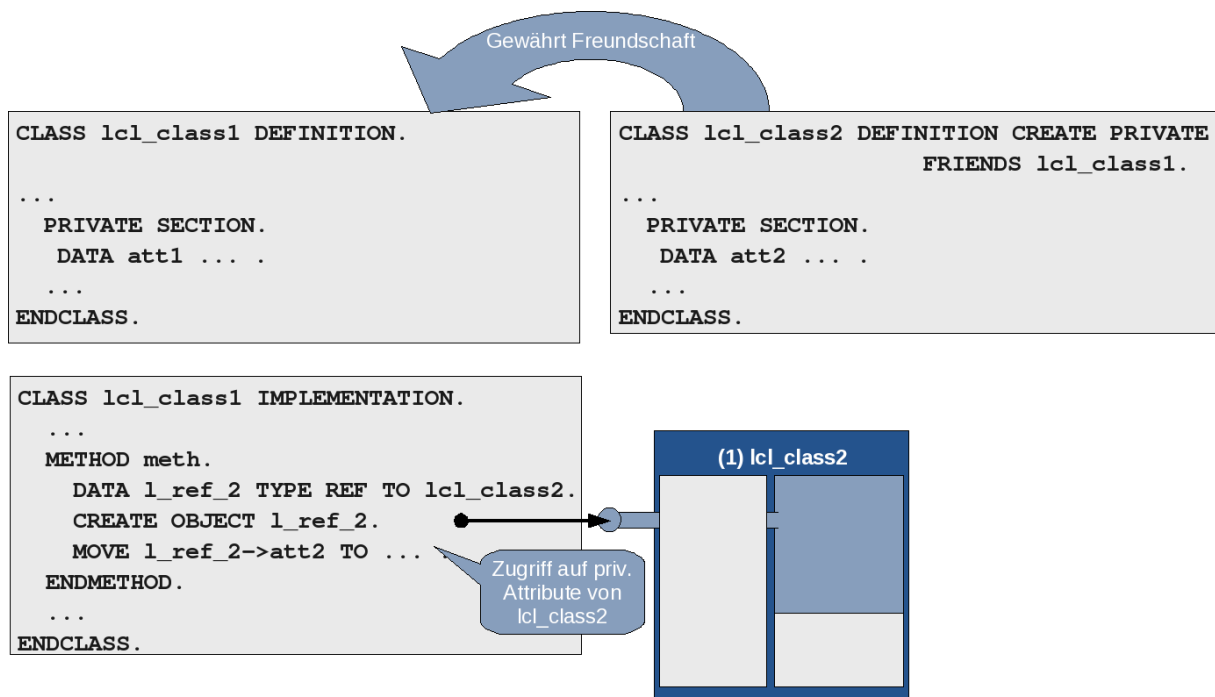 Gewährt Freundschaft
CLASS lcl_class1 DEFINITION.
...
PRIVATE SECTION.
DATA att1 ... .
...
ENDCLASS.
CLASS lcl_class2 DEFINITION CREATE PRIVATE
FRIENDS lcl_class1.
...
PRIVATE SECTION.
DATA att2 ... .
...
ENDCLASS.
CLASS lcl_class1 IMPLEMENTATION.
...
METHOD meth.
DATA l_ref_2 TYPE REF TO lcl_class2.
CREATE OBJECT l_ref_2.
MOVE l_ref_2->att2 TO ... .
ENDMETHOD.
...
ENDCLASS.
Zugriff auf priv.
Attribute von
lcl_class2
(1) lcl_class2